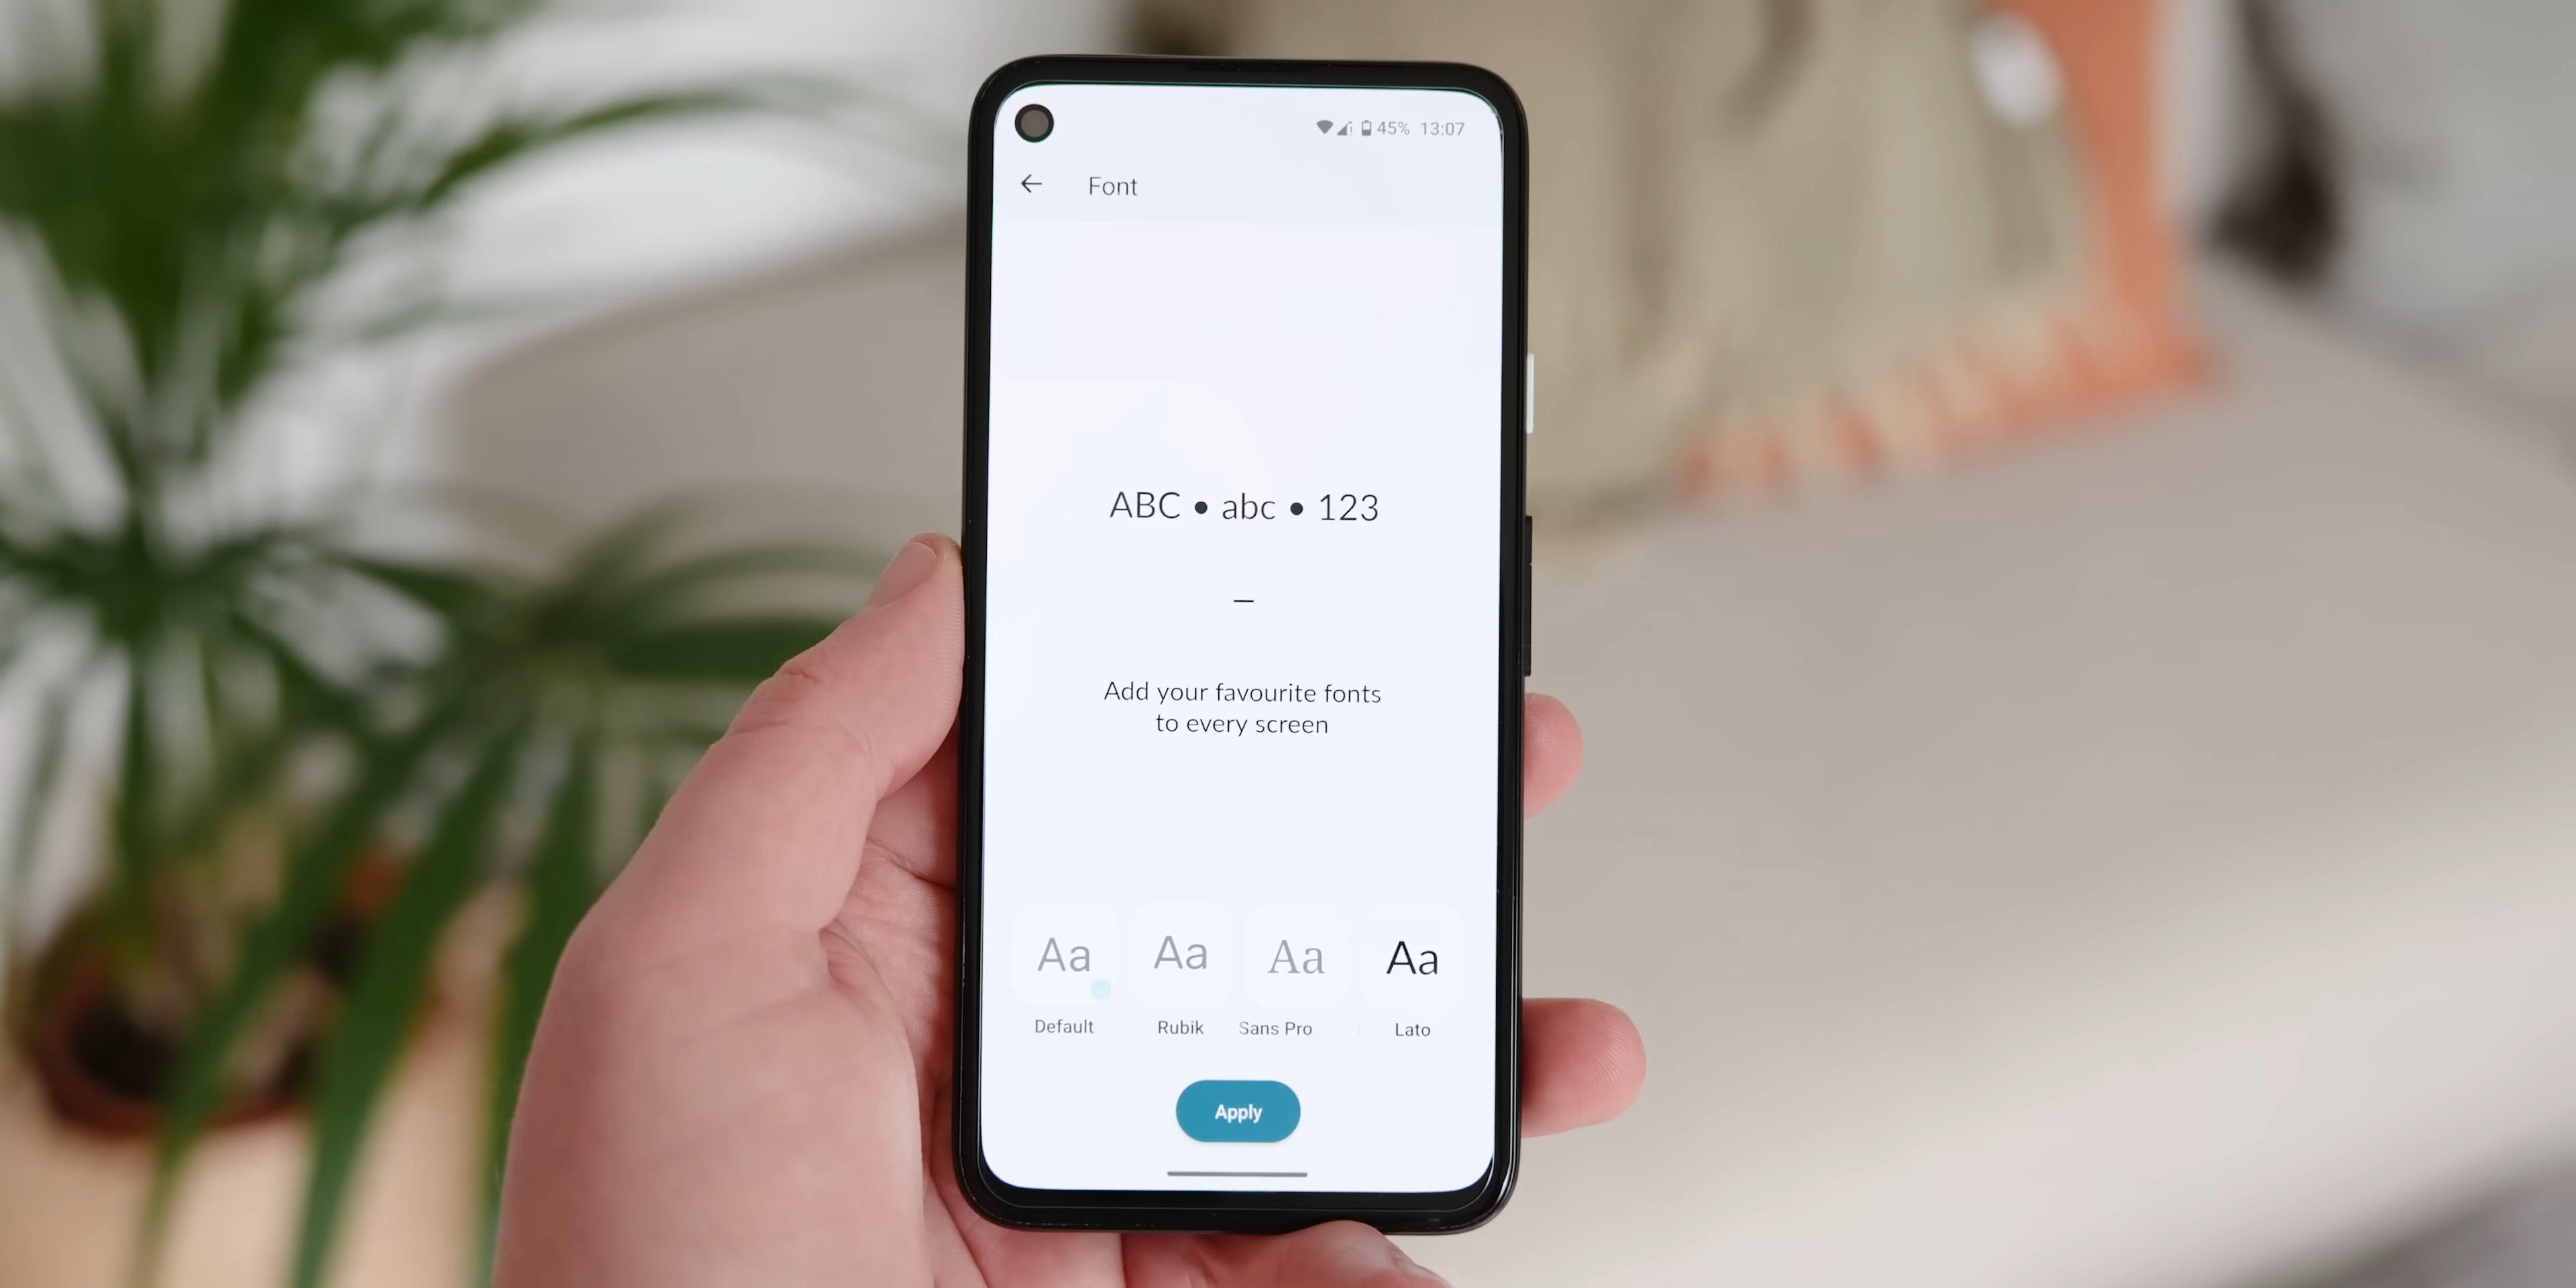 45% 13:07
Font
ABC • abc • 123
—
Add your favourite fonts
to every screen
Aa Aa Aa Aa
Default Rubik Sans Pro Lato
Apply